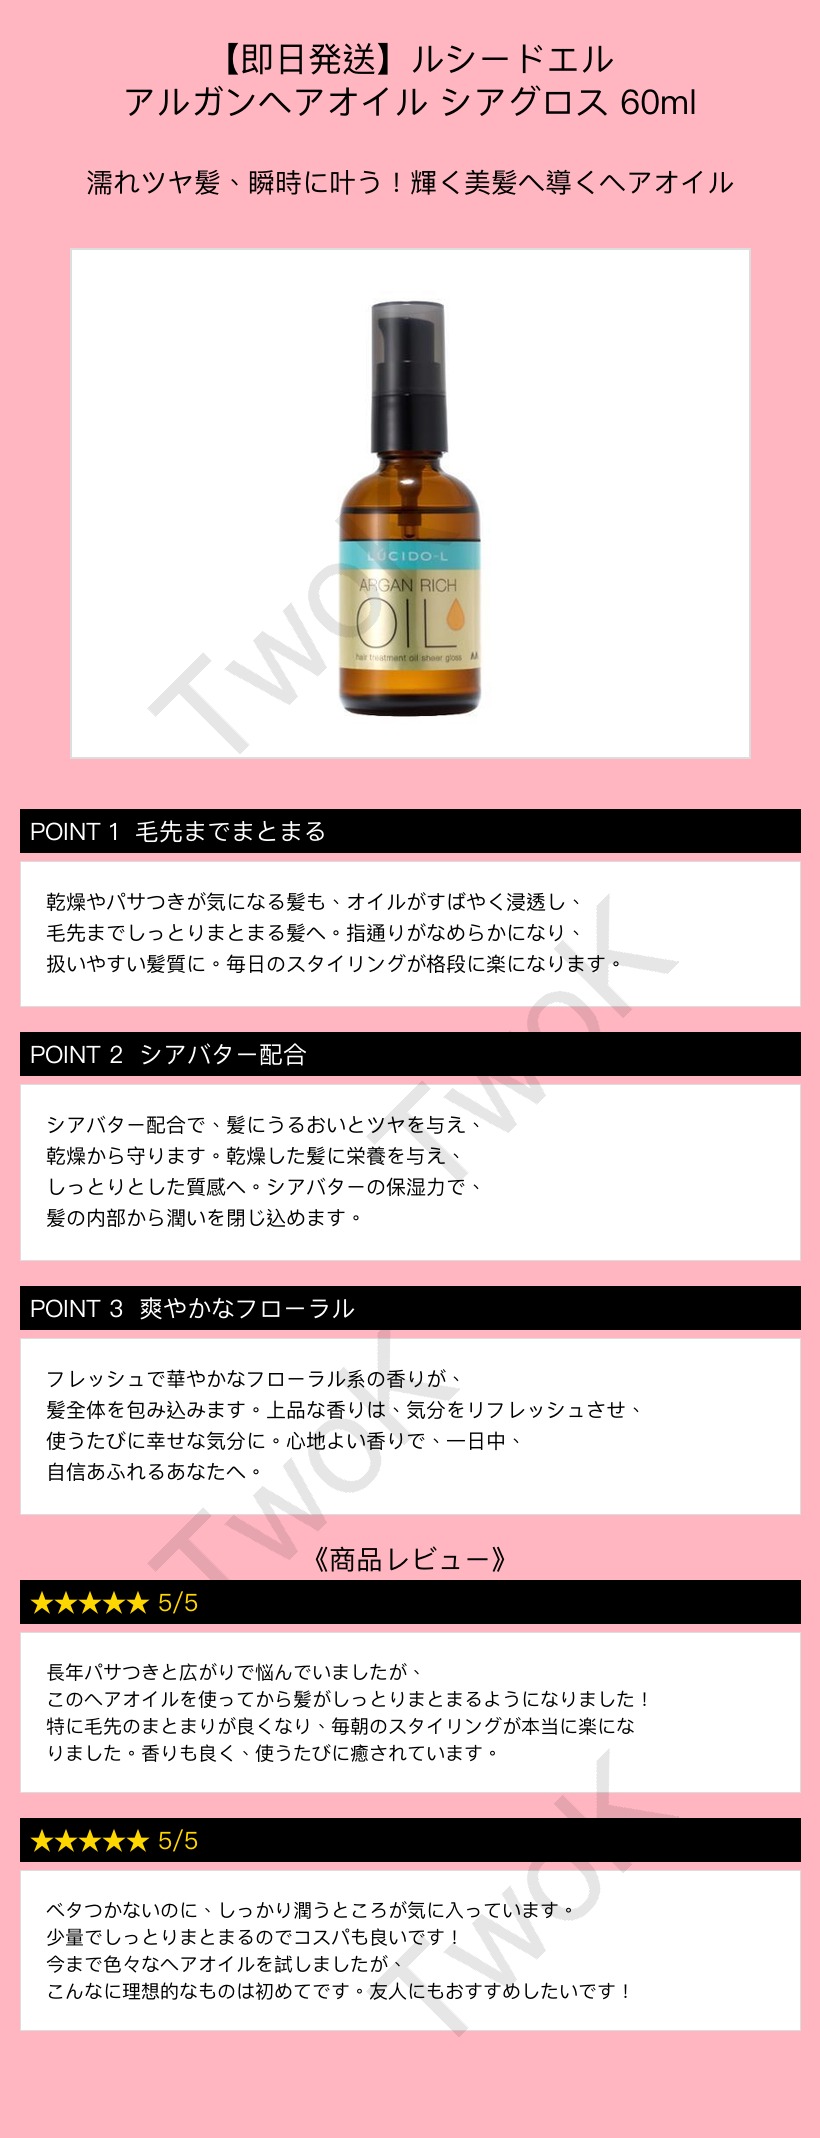 【即日発送】ルシードエル
アルガンヘアオイル シアグロス 60ml
濡れツヤ髪、瞬時に叶う！輝く美髪へ導くヘアオイル
LÚCIDO-L
ARGAN RICH
OIL
hair treatment oil sheer gloss
TwoK
POINT 1 毛先までまとまる
乾燥やパサつきが気になる髪も、オイルがすばやく浸透し、
毛先までしっとりまとまる髪へ。指通りがなめらかになり、
扱いやすい髪質に。毎日のスタイリングが格段に楽になります。
TwoK
POINT 2 シアバター配合
シアバター配合で、髪にうるおいとツヤを与え、
乾燥から守ります。乾燥した髪に栄養を与え、
しっとりとした質感へ。シアバターの保湿力で、
髪の内部から潤いを閉じ込めます。
POINT 3 爽やかなフローラル
フレッシュで華やかなフローラル系の香りが、
髪全体を包み込みます。上品な香りは、気分をリフレッシュさせ、
使うたびに幸せな気分に。心地よい香りで、一日中、
自信あふれるあなたへ。
TwoK
《商品レビュー》
★★★★★ 5/5
長年パサつきと広がりで悩んでいましたが、
このヘアオイルを使ってから髪がしっとりまとまるようになりました！
特に毛先のまとまりが良くなり、毎朝のスタイリングが本当に楽にな
りました。香りも良く、使うたびに癒されています。
★★★★★ 5/5
ベタつかないのに、しっかり潤うところが気に入っています。
少量でしっとりまとまるのでコスパも良いです！
今まで色々なヘアオイルを試しましたが、
こんなに理想的なものは初めてです。友人にもおすすめしたいです！
TwoK